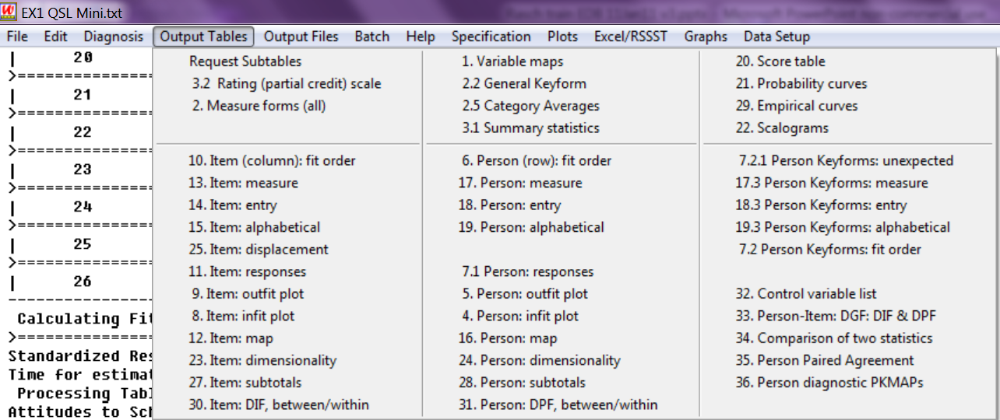 EX1 QSL Mini.txt
File Edit Diagnosis Output Tables Output Files Batch Help Specification Plots Excel/RSSST Graphs Data Setup
| 20
>================
| 21
>================
| 22
>================
| 23
>================
| 24
>================
| 25
>================
| 26
----------------
Calculating Fit
>================
Standardized Res
Time for estimat
Processing Tabl
Attitudes to Sch
Request Subtables
3.2 Rating (partial credit) scale
2. Measure forms (all)
10. Item (column): fit order
13. Item: measure
14. Item: entry
15. Item: alphabetical
25. Item: displacement
11. Item: responses
9. Item: outfit plot
8. Item: infit plot
12. Item: map
23. Item: dimensionality
27. Item: subtotals
30. Item: DIF, between/within
1. Variable maps
2.2 General Keyform
2.5 Category Averages
3.1 Summary statistics
6. Person (row): fit order
17. Person: measure
18. Person: entry
19. Person: alphabetical
7.1 Person: responses
5. Person: outfit plot
4. Person: infit plot
16. Person: map
24. Person: dimensionality
28. Person: subtotals
31. Person: DPF, between/within
20. Score table
21. Probability curves
29. Empirical curves
22. Scalograms
7.2.1 Person Keyforms: unexpected
17.3 Person Keyforms: measure
18.3 Person Keyforms: entry
19.3 Person Keyforms: alphabetical
7.2 Person Keyforms: fit order
32. Control variable list
33. Person-Item: DGF: DIF & DPF
34. Comparison of two statistics
35. Person Paired Agreement
36. Person diagnostic PKMAPs